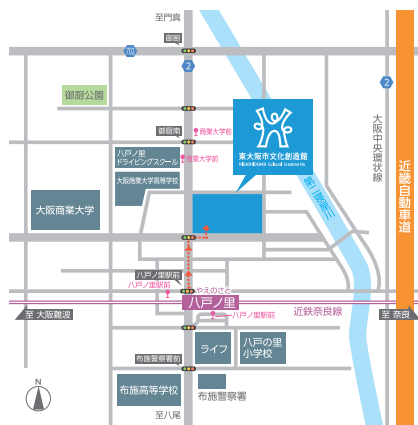 至門真
御厨
702
2
2
御厨公園
御厨南
商業大学前
八戸ノ里
ドライビングスクール
商業大学前
大阪商業大学高等学校
大阪商業大学
東大阪市文化創造館
HIGASHIOSAKA Cultural Creation Hall
第二寝屋川
大阪中央環状線
近畿自動車道
八戸ノ里駅前
八戸ノ里駅前
やえのさと
八戸ノ里
近鉄奈良線
至 大阪難波
至 奈良
八戸ノ里駅前
ライフ
八戸の里
小学校
布施警察署前
布施高等学校
布施警察署
至八尾
N